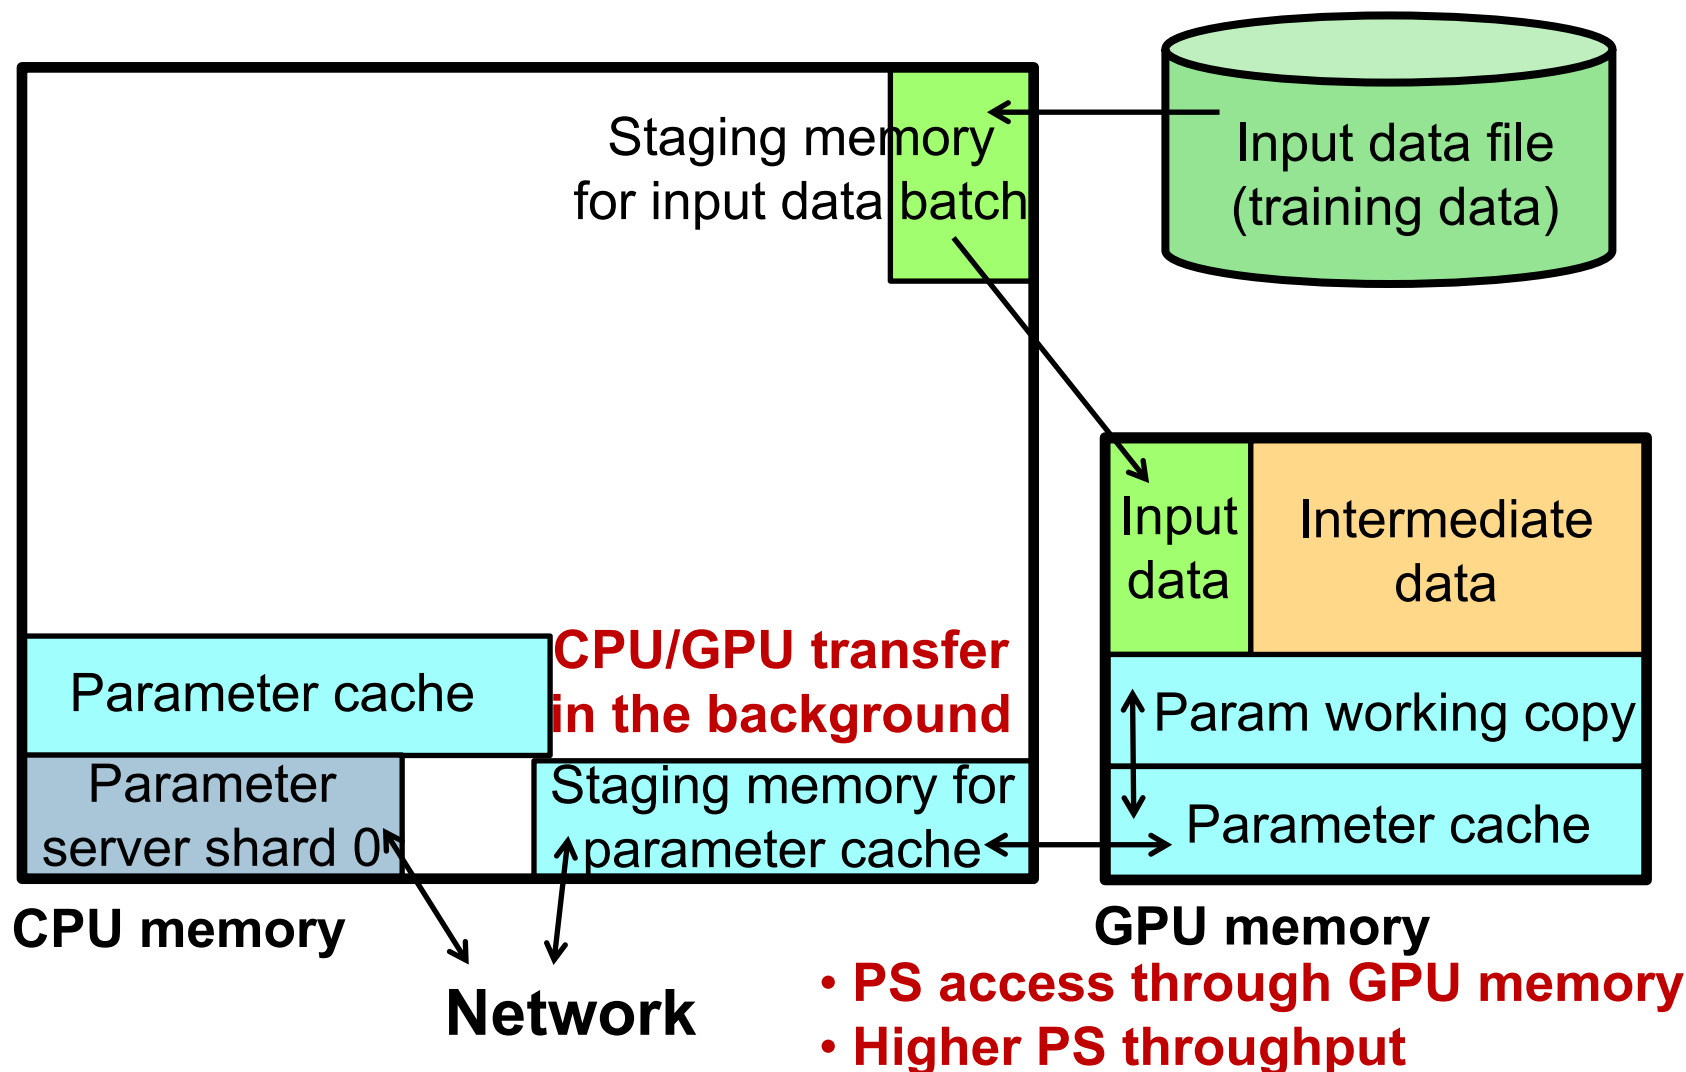 Staging memory
for input data batch
Input data file
(training data)
Input
data
Intermediate
data
CPU/GPU transfer
in the background
Parameter cache
Param working copy
Parameter
server shard 0
Staging memory for
parameter cache
Parameter cache
CPU memory
GPU memory
Network
• PS access through GPU memory
• Higher PS throughput